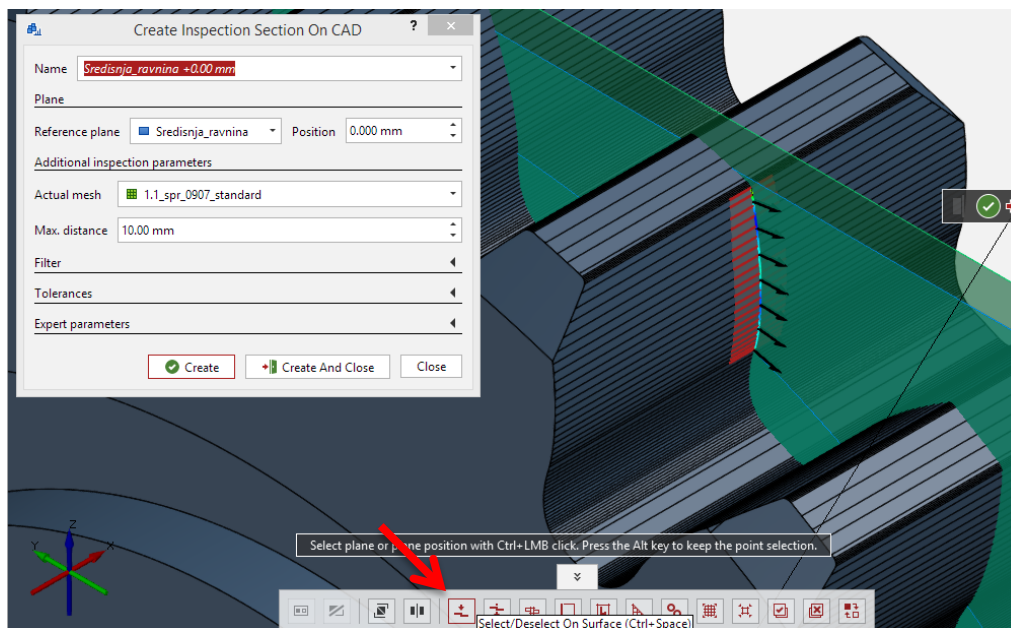 Create Inspection Section On CAD
?
Name Sredisnja_ravnina +0.00 mm
Plane
Reference plane Sredisnja_ravnina Position 0.000 mm
Additional inspection parameters
Actual mesh 1.1_spr_0907_standard
Max. distance 10.00 mm
Filter
Tolerances
Expert parameters
Create Create And Close Close
Select plane or plane position with Ctrl+LMB click. Press the Alt key to keep the point selection.
Z
Y X
Select/Deselect On Surface (Ctrl+Space)